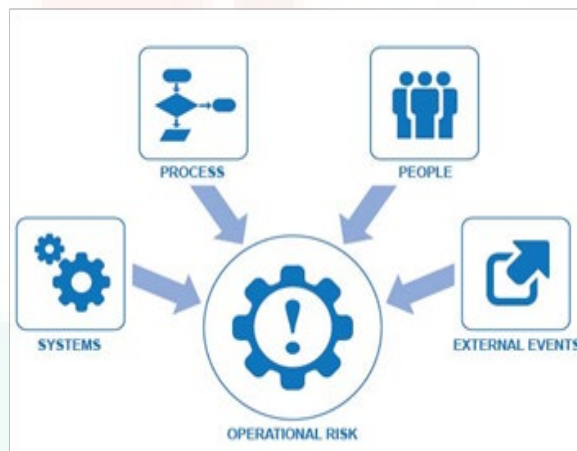 PROCESS
PEOPLE
SYSTEMS
EXTERNAL EVENTS
OPERATIONAL RISK